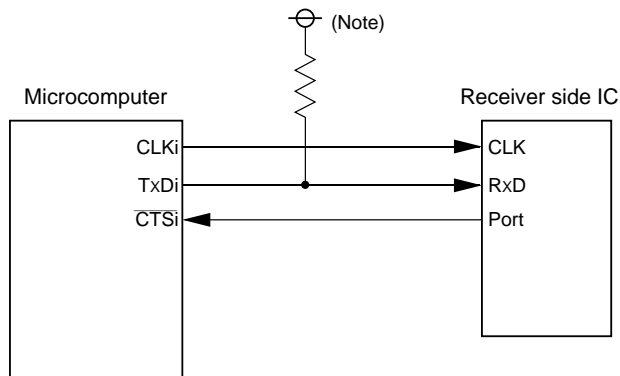 (Note)
Microcomputer
Receiver side IC
CLKi
CLK
TxDi
RxD
CTSi
Port